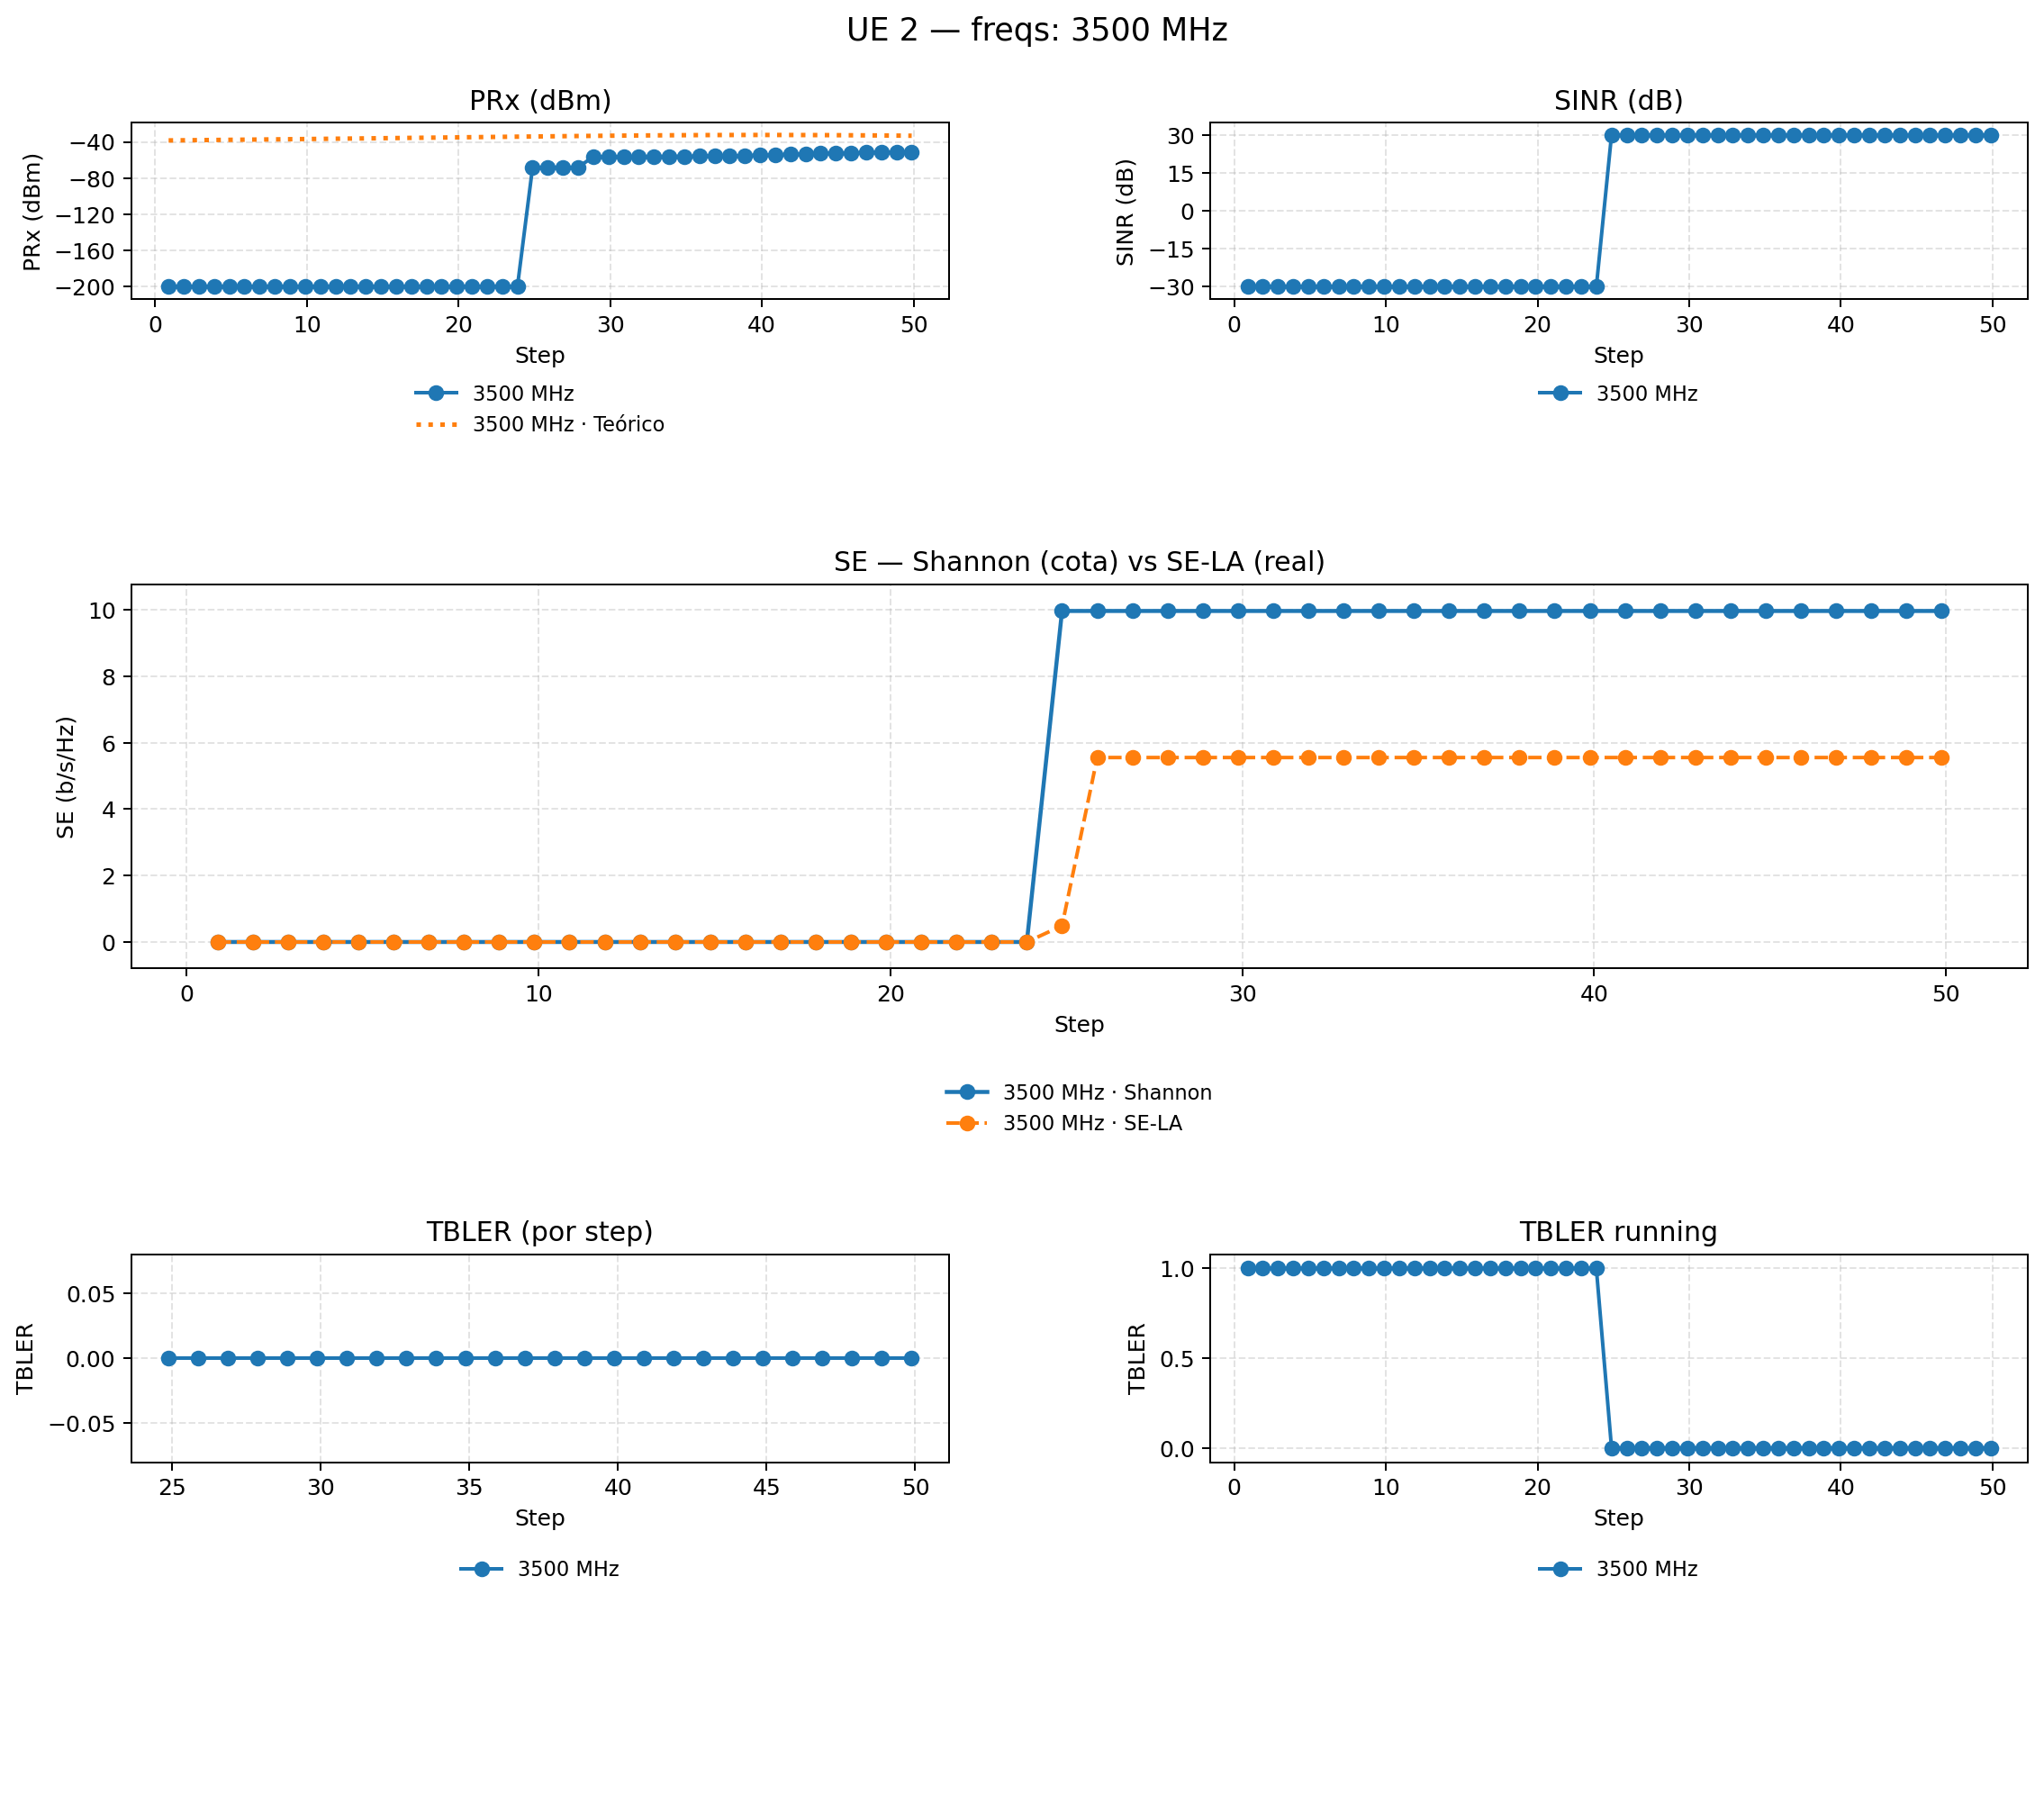 UE 2 — freqs: 3500 MHz
PRx (dBm)
PRx (dBm)
−40
−80
−120
−160
−200
0 10 20 30 40 50
Step
3500 MHz
3500 MHz · Teórico
SINR (dB)
SINR (dB)
30
15
0
−15
−30
0 10 20 30 40 50
Step
3500 MHz
SE — Shannon (cota) vs SE-LA (real)
SE (b/s/Hz)
10
8
6
4
2
0
0 10 20 30 40 50
Step
3500 MHz · Shannon
3500 MHz · SE-LA
TBLER (por step)
TBLER
0.05
0.00
−0.05
25 30 35 40 45 50
Step
3500 MHz
TBLER running
TBLER
1.0
0.5
0.0
0 10 20 30 40 50
Step
3500 MHz